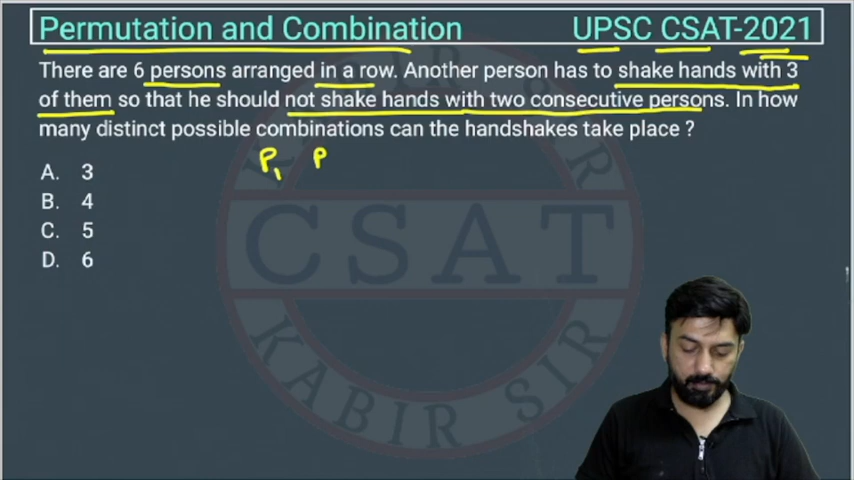 Permutation and Combination UPSC CSAT-2021
There are 6 persons arranged in a row. Another person has to shake hands with 3
of them so that he should not shake hands with two consecutive persons. In how
many distinct possible combinations can the handshakes take place ?
P₁ P
A. 3
B. 4
C. 5
D. 6
KABIR SIR
CSAT
KABIR SIR